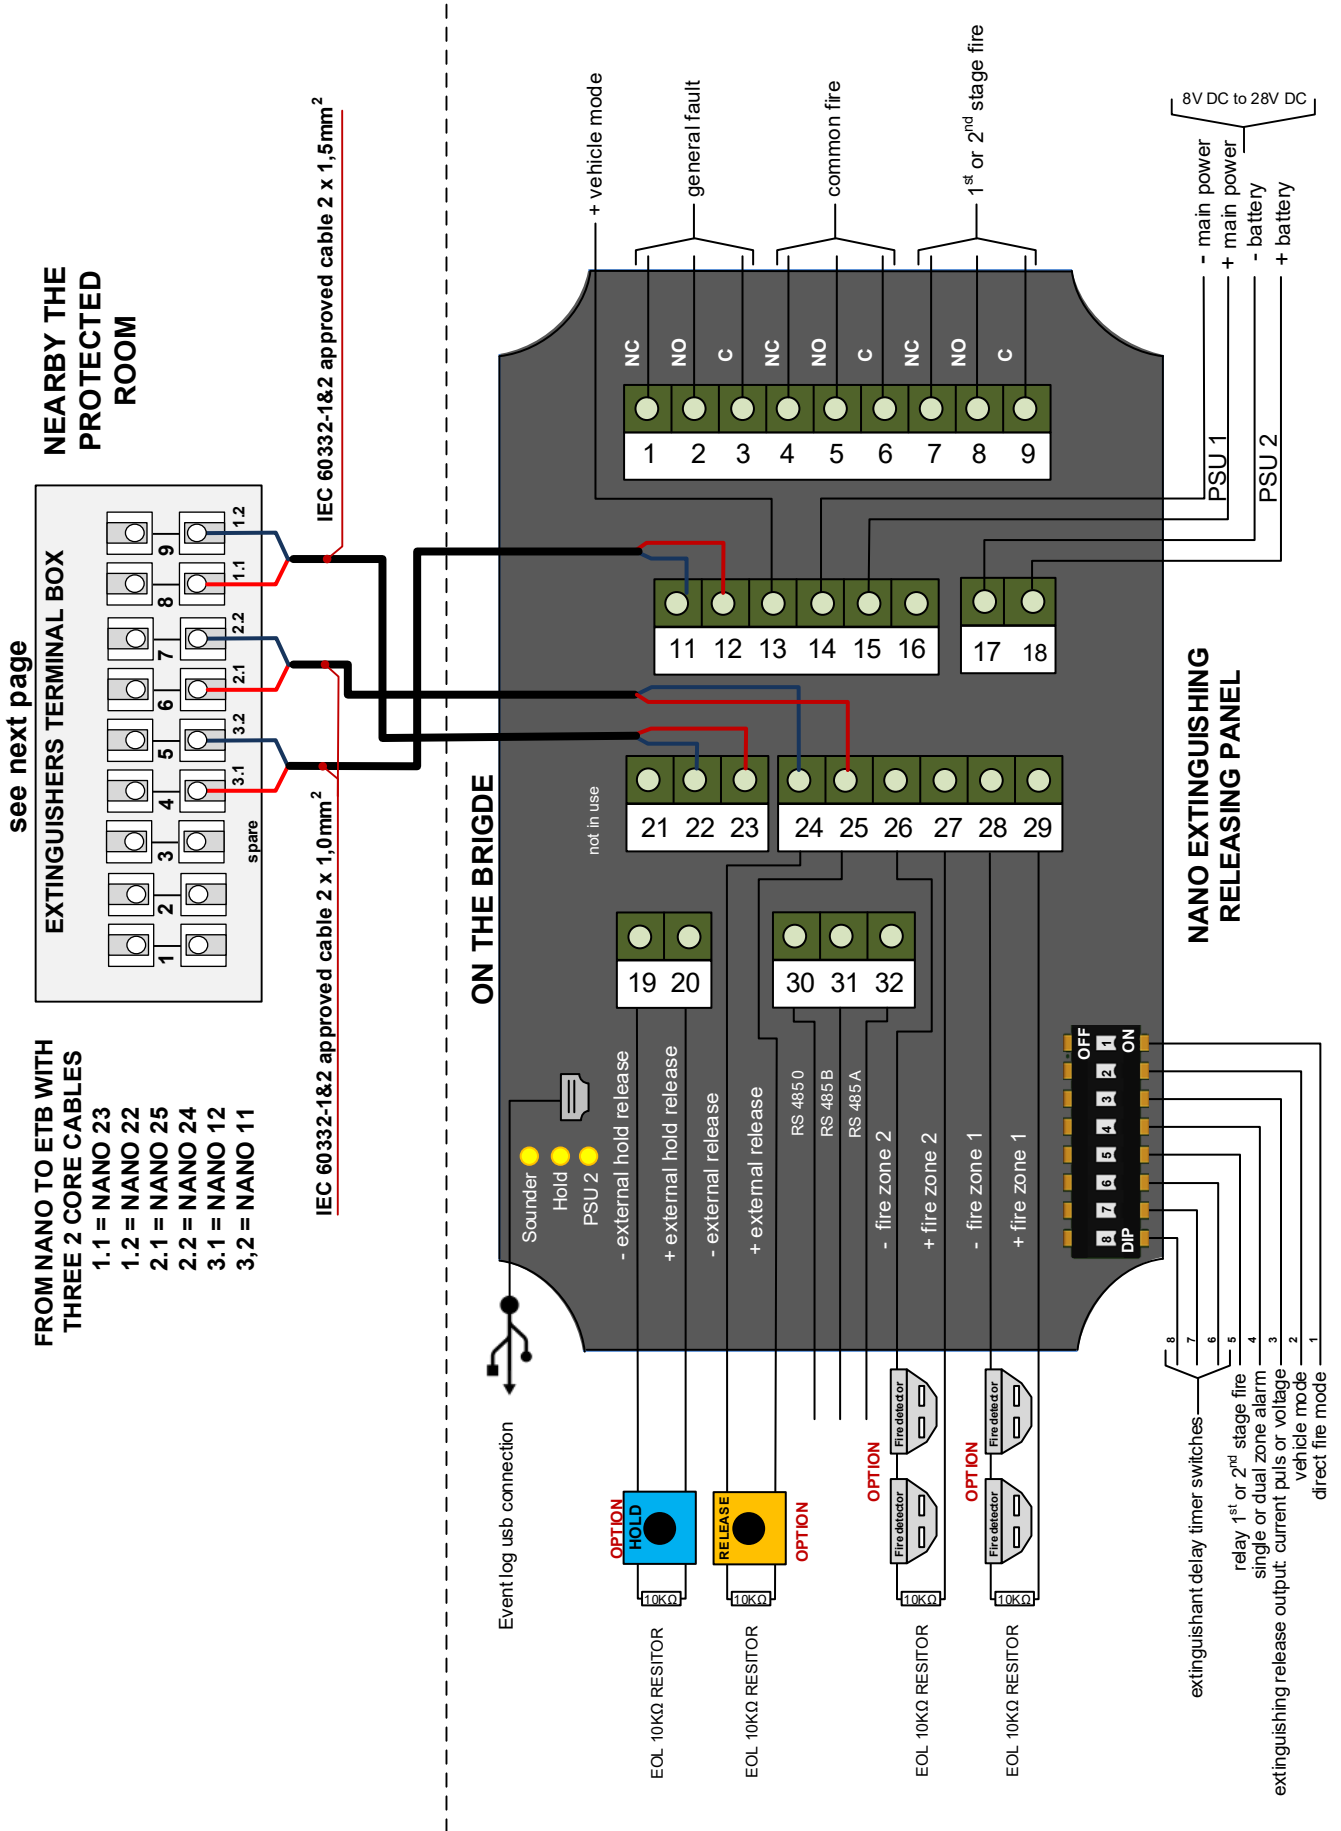 see next page
EXTINGUISHERS TERMINAL BOX
1
2
3
4
5
6
7
8
9
spare
3.1
3.2
2.1
2.2
1.1
1.2
NEARBY THE
PROTECTED
ROOM
FROM NANO TO ETB WITH
THREE 2 CORE CABLES
1.1 = NANO 23
1.2 = NANO 22
2.1 = NANO 25
2.2 = NANO 24
3.1 = NANO 12
3,2 = NANO 11
IEC 60332-1&2 approved cable 2 x 1,0mm²
IEC 60332-1&2 approved cable 2 x 1,5mm²
ON THE BRIGDE
+ vehicle mode
general fault
common fire
1st or 2nd stage fire
NC
NO
C
NC
NO
C
NC
NO
C
1 2 3 4 5 6 7 8 9
11 12 13 14 15 16
17 18
not in use
21 22 23
24 25 26 27 28 29
19 20
30 31 32
8V DC to 28V DC
- main power
+ main power
- battery
+ battery
PSU 1
PSU 2
NANO EXTINGUISHING
RELEASING PANEL
Sounder
Hold
PSU 2
- external hold release
+ external hold release
- external release
+ external release
RS 485 0
RS 485 B
RS 485 A
- fire zone 2
+ fire zone 2
- fire zone 1
+ fire zone 1
OFF
ON
DIP
1
2
3
4
5
6
7
8
Event log usb connection
OPTION
HOLD
RELEASE
OPTION
OPTION
Fire detector
Fire detector
OPTION
Fire detector
Fire detector
10KΩ
10KΩ
10KΩ
10KΩ
EOL 10KΩ RESITOR
EOL 10KΩ RESITOR
EOL 10KΩ RESITOR
EOL 10KΩ RESITOR
8
7
6
5
4
3
2
1
extinguishant delay timer switches
relay 1st or 2nd stage fire
single or dual zone alarm
extinguishing release output: current puls or voltage
vehicle mode
direct fire mode